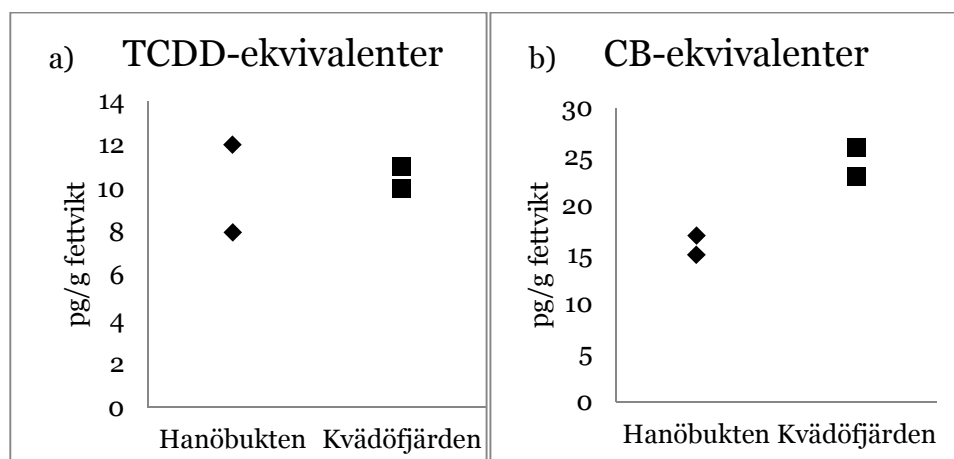 a) TCDD-ekvivalenter
pg/g fettvikt
14
12
10
8
6
4
2
0
Hanöbukten Kvädöfjärden
b) CB-ekvivalenter
pg/g fettvikt
30
25
20
15
10
5
0
Hanöbukten Kvädöfjärden